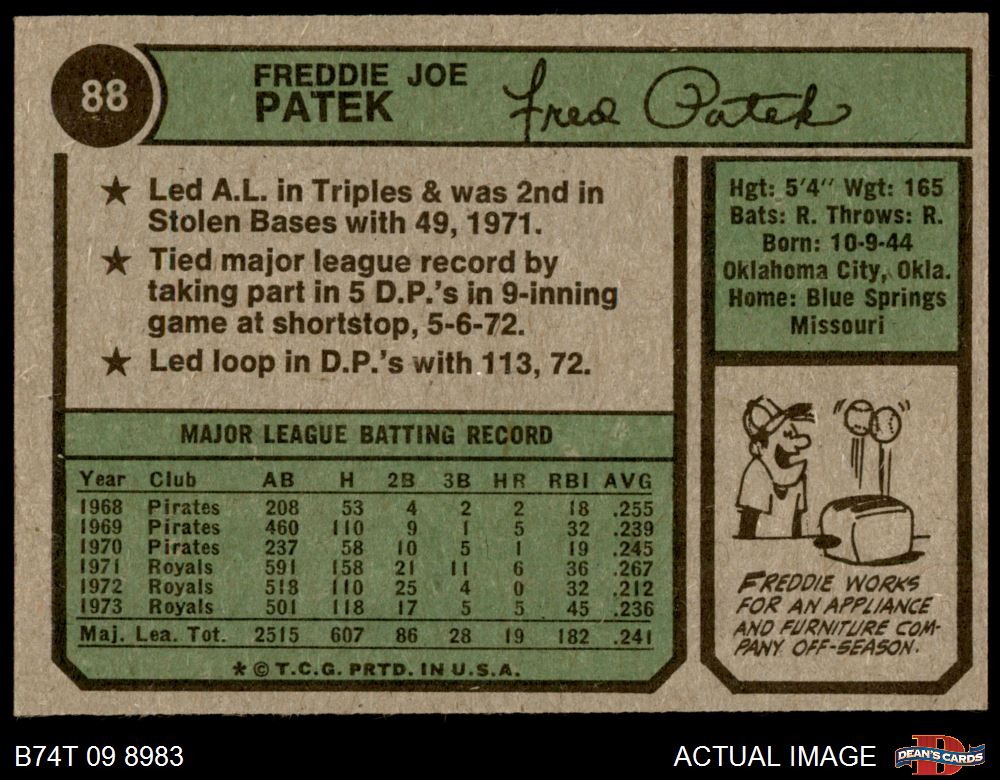 88
FREDDIE JOE
PATEK
Fred Patek
★ Led A.L. in Triples & was 2nd in
Stolen Bases with 49, 1971.
★ Tied major league record by
taking part in 5 D.P.'s in 9-inning
game at shortstop, 5-6-72.
★ Led loop in D.P.'s with 113, 72.
Hgt: 5'4" Wgt: 165
Bats: R. Throws: R.
Born: 10-9-44
Oklahoma City, Okla.
Home: Blue Springs
Missouri
MAJOR LEAGUE BATTING RECORD
Year Club AB H 2B 3B HR RBI AVG
1968 Pirates 208 53 4 2 2 18 .255
1969 Pirates 460 110 9 1 5 32 .239
1970 Pirates 237 58 10 5 1 19 .245
1971 Royals 591 158 21 11 6 36 .267
1972 Royals 518 110 25 4 0 32 .212
1973 Royals 501 118 17 5 5 45 .236
Maj. Lea. Tot. 2515 607 86 28 19 182 .241
* © T.C.G. PRTD. IN U.S.A.
FREDDIE WORKS
FOR AN APPLIANCE
AND FURNITURE COM-
PANY OFF-SEASON.
B74T 09 8983
ACTUAL IMAGE
DEAN'S CARDS